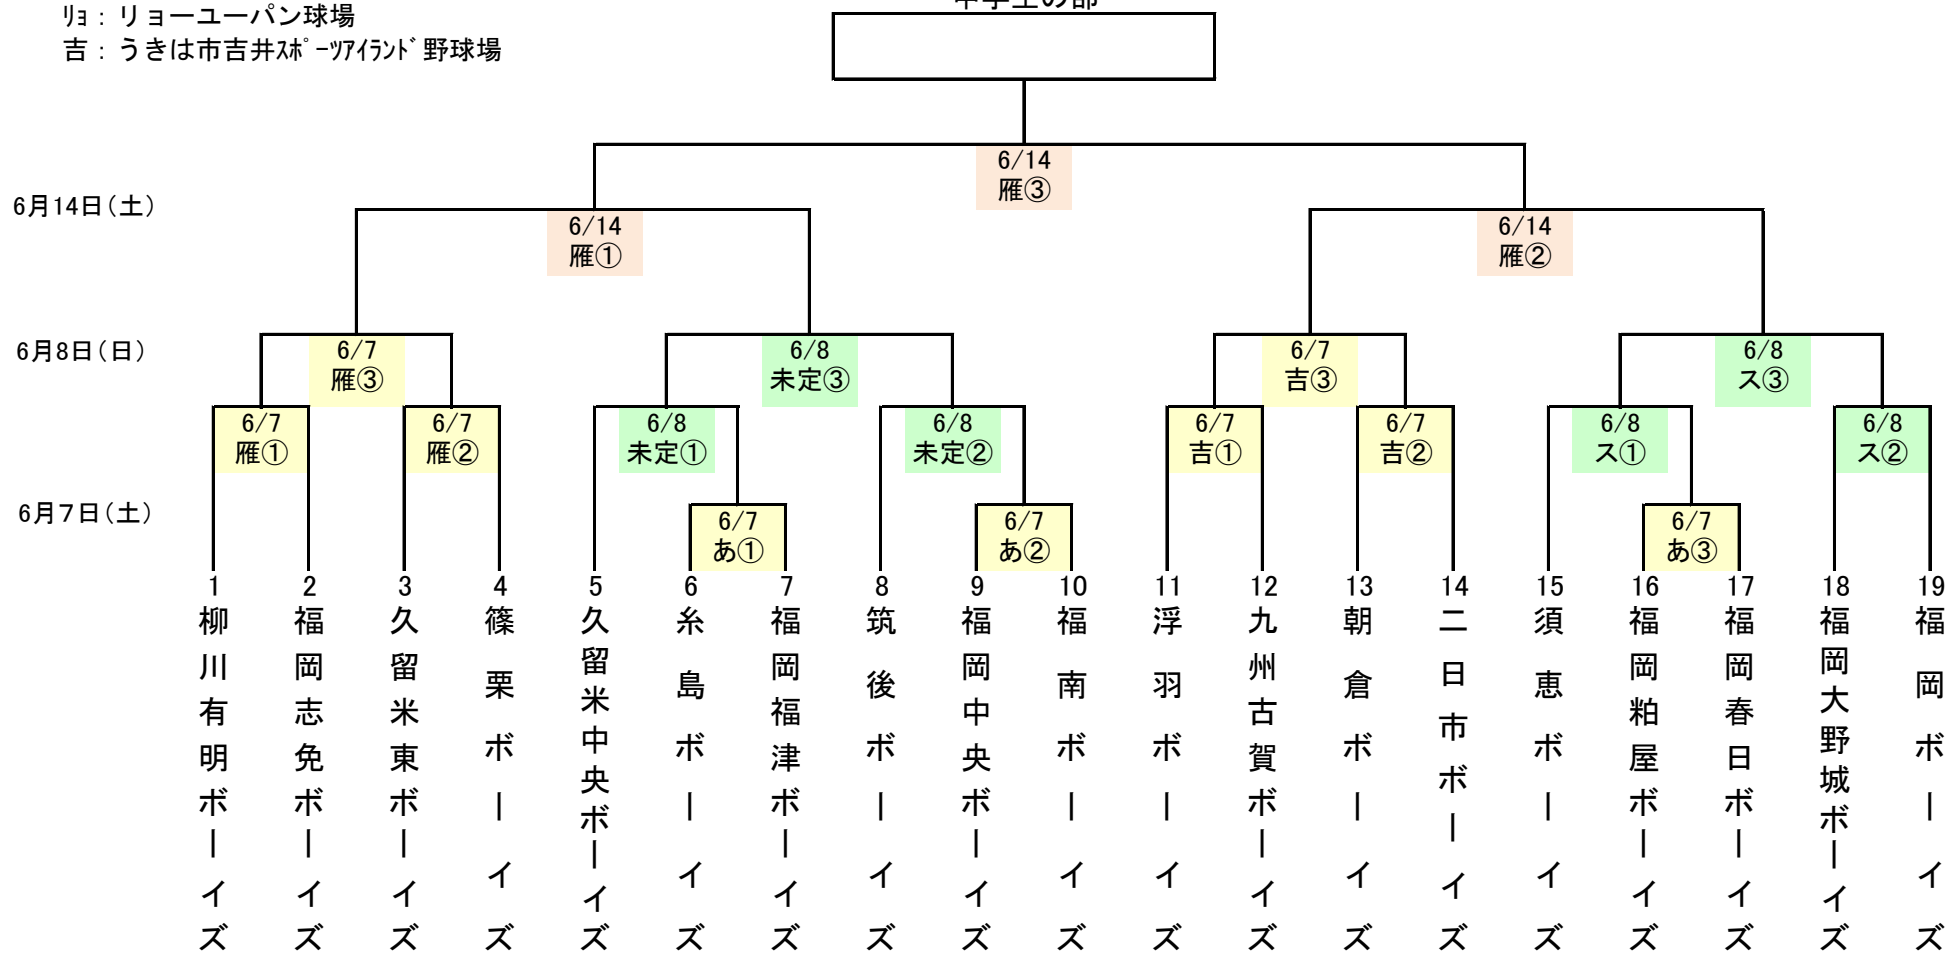 中学生の部
ﾘｮ：リョーユーパン球場
吉：うきは市吉井ｽﾎﾟｰﾂｱｲﾗﾝﾄﾞ野球場
6/14
雁③
6月14日(土)
6/14
雁①
6/14
雁②
6月8日(日)
6/7
雁③
6/8
未定③
6/7
吉③
6/8
ス③
6/7
雁①
6/7
雁②
6/8
未定①
6/8
未定②
6/7
吉①
6/7
吉②
6/8
ス①
6/8
ス②
6月7日(土)
6/7
あ①
6/7
あ②
6/7
あ③
1
柳川有明ボーイズ
2
福岡志免ボーイズ
3
久留米東ボーイズ
4
篠栗ボーイズ
5
久留米中央ボーイズ
6
糸島ボーイズ
7
福岡福津ボーイズ
8
筑後ボーイズ
9
福岡中央ボーイズ
10
福南ボーイズ
11
浮羽ボーイズ
12
九州古賀ボーイズ
13
朝倉ボーイズ
14
二日市ボーイズ
15
須恵ボーイズ
16
福岡粕屋ボーイズ
17
福岡春日ボーイズ
18
福岡大野城ボーイズ
19
福岡ボーイズ